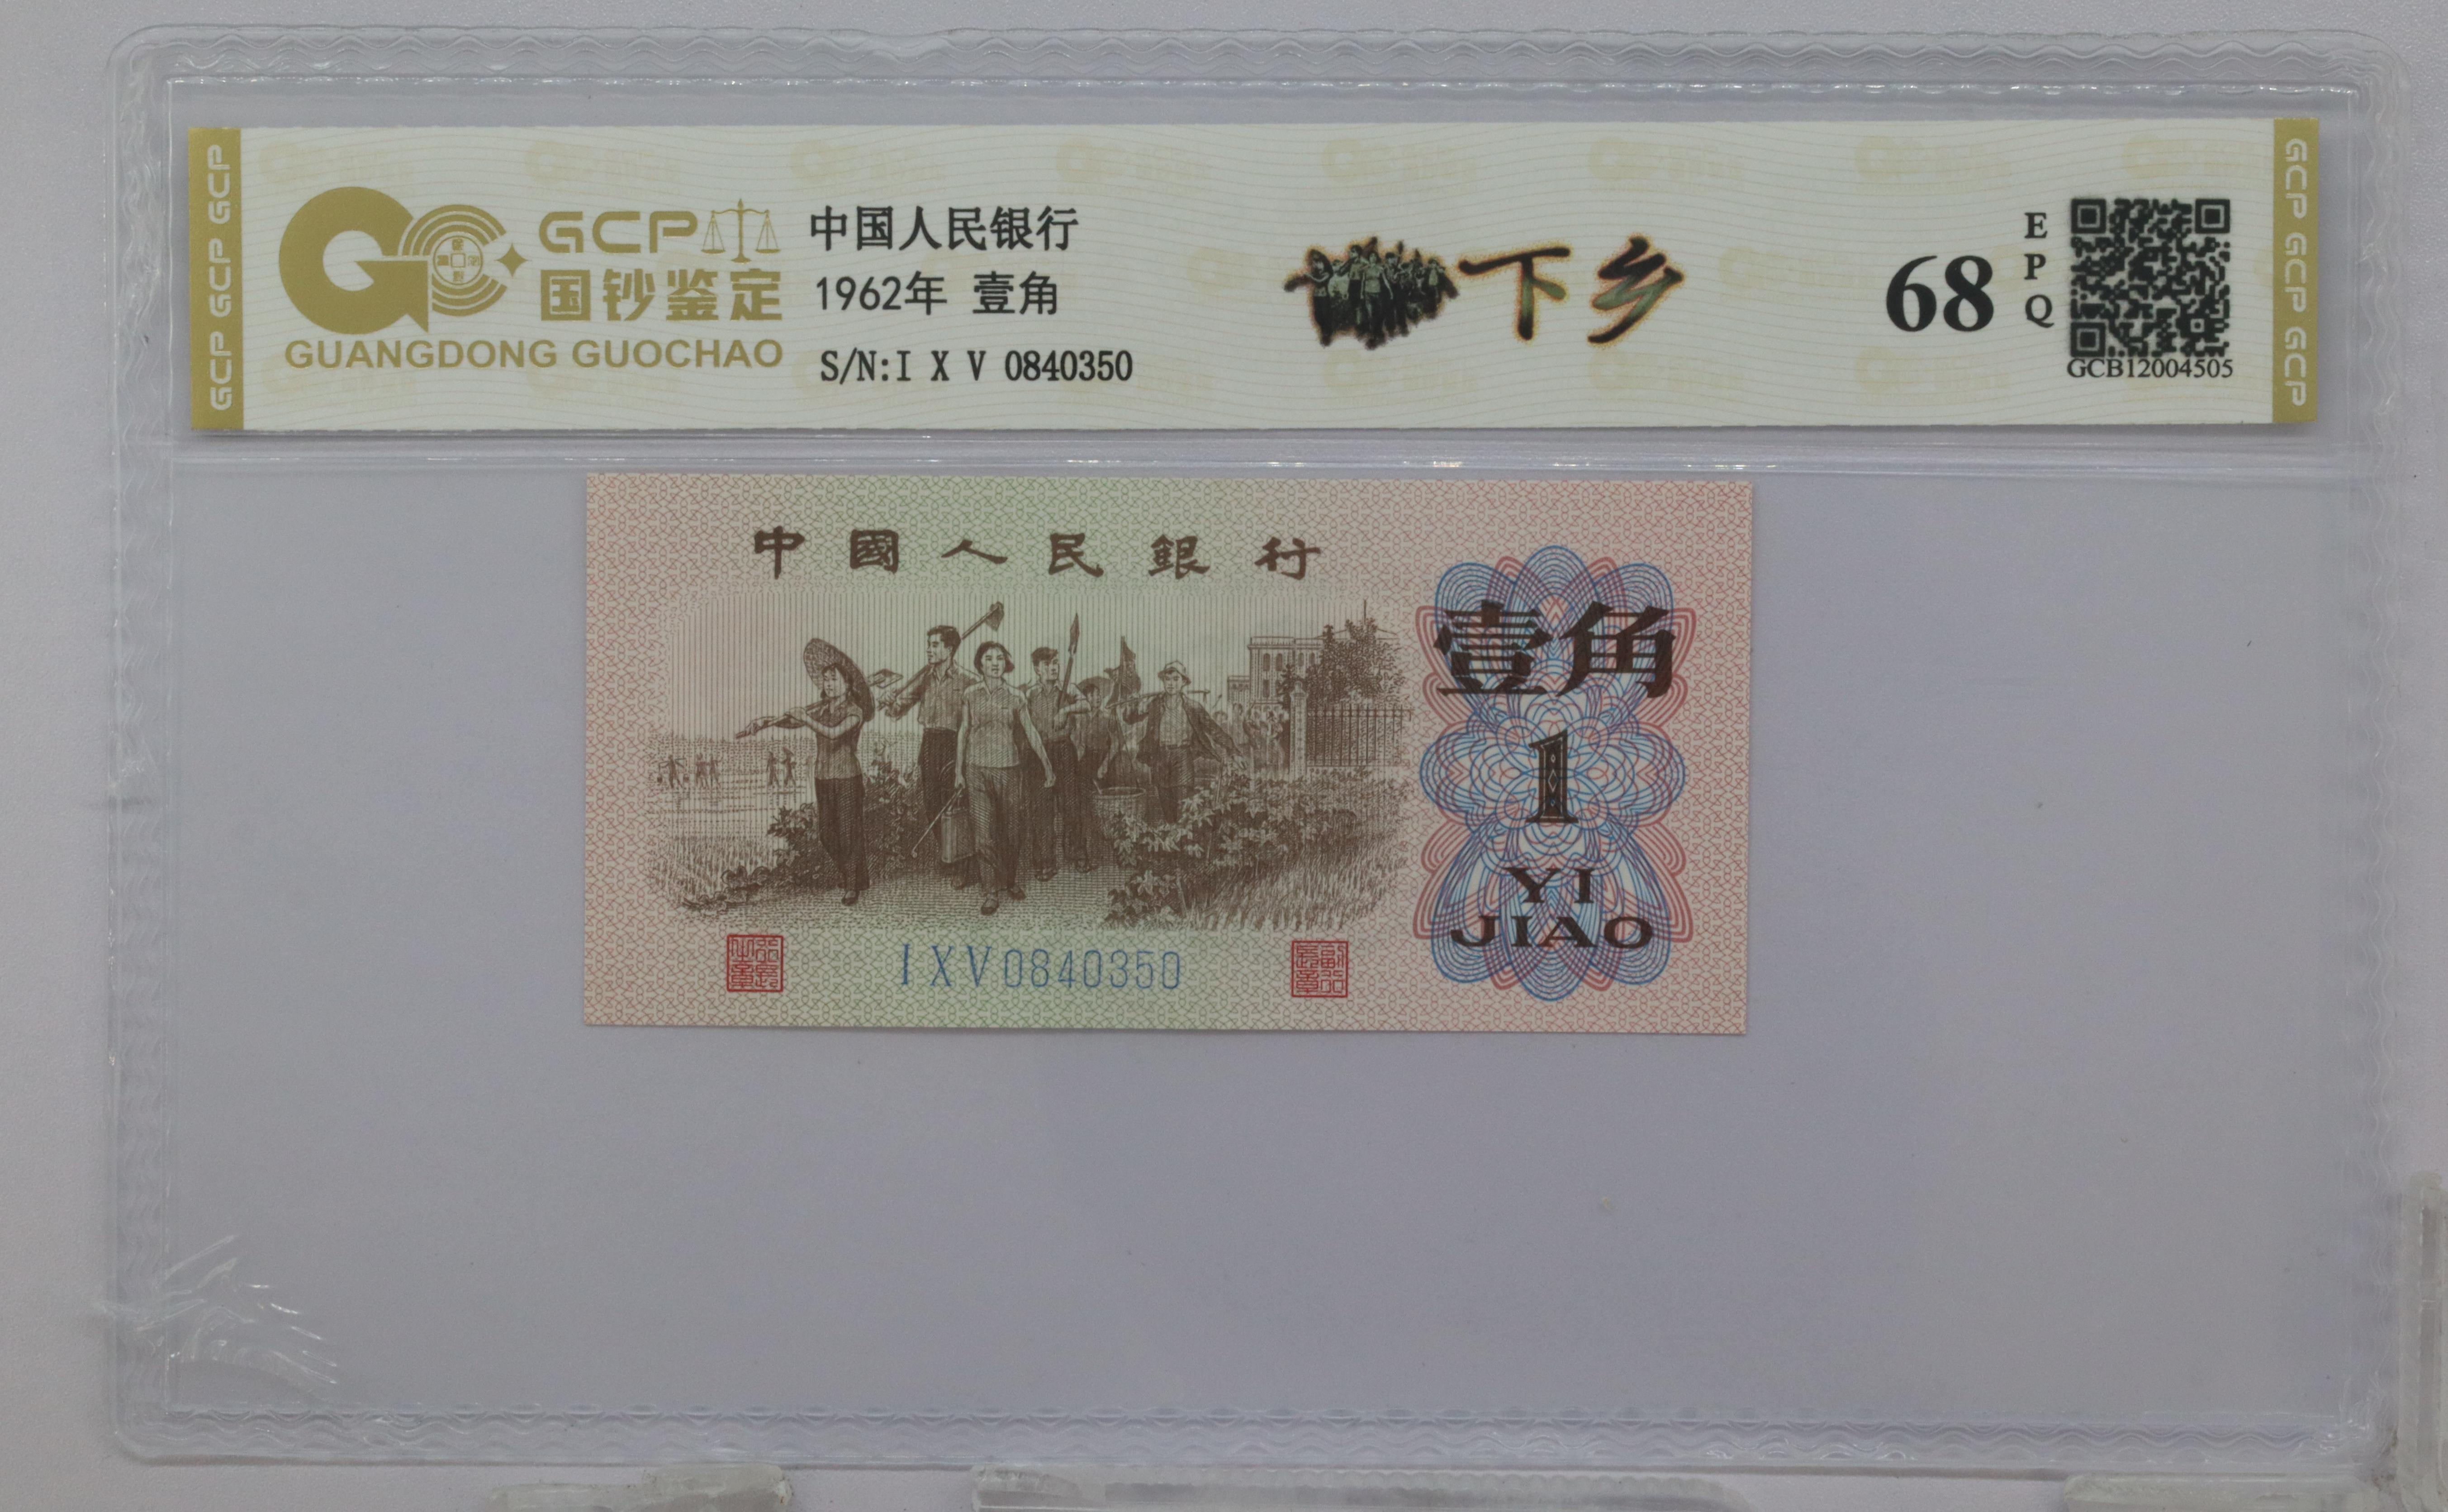 GCP GCP GCP
GCP
国钞鉴定
GUANGDONG GUOCHAO
中国人民银行
1962年 壹角
S/N:I X V 0840350
下乡
68
E
P
Q
GCB12004505
GCP GCP GCP
中國人民銀行
壹角
1
YI
JIAO
I X V 0840350